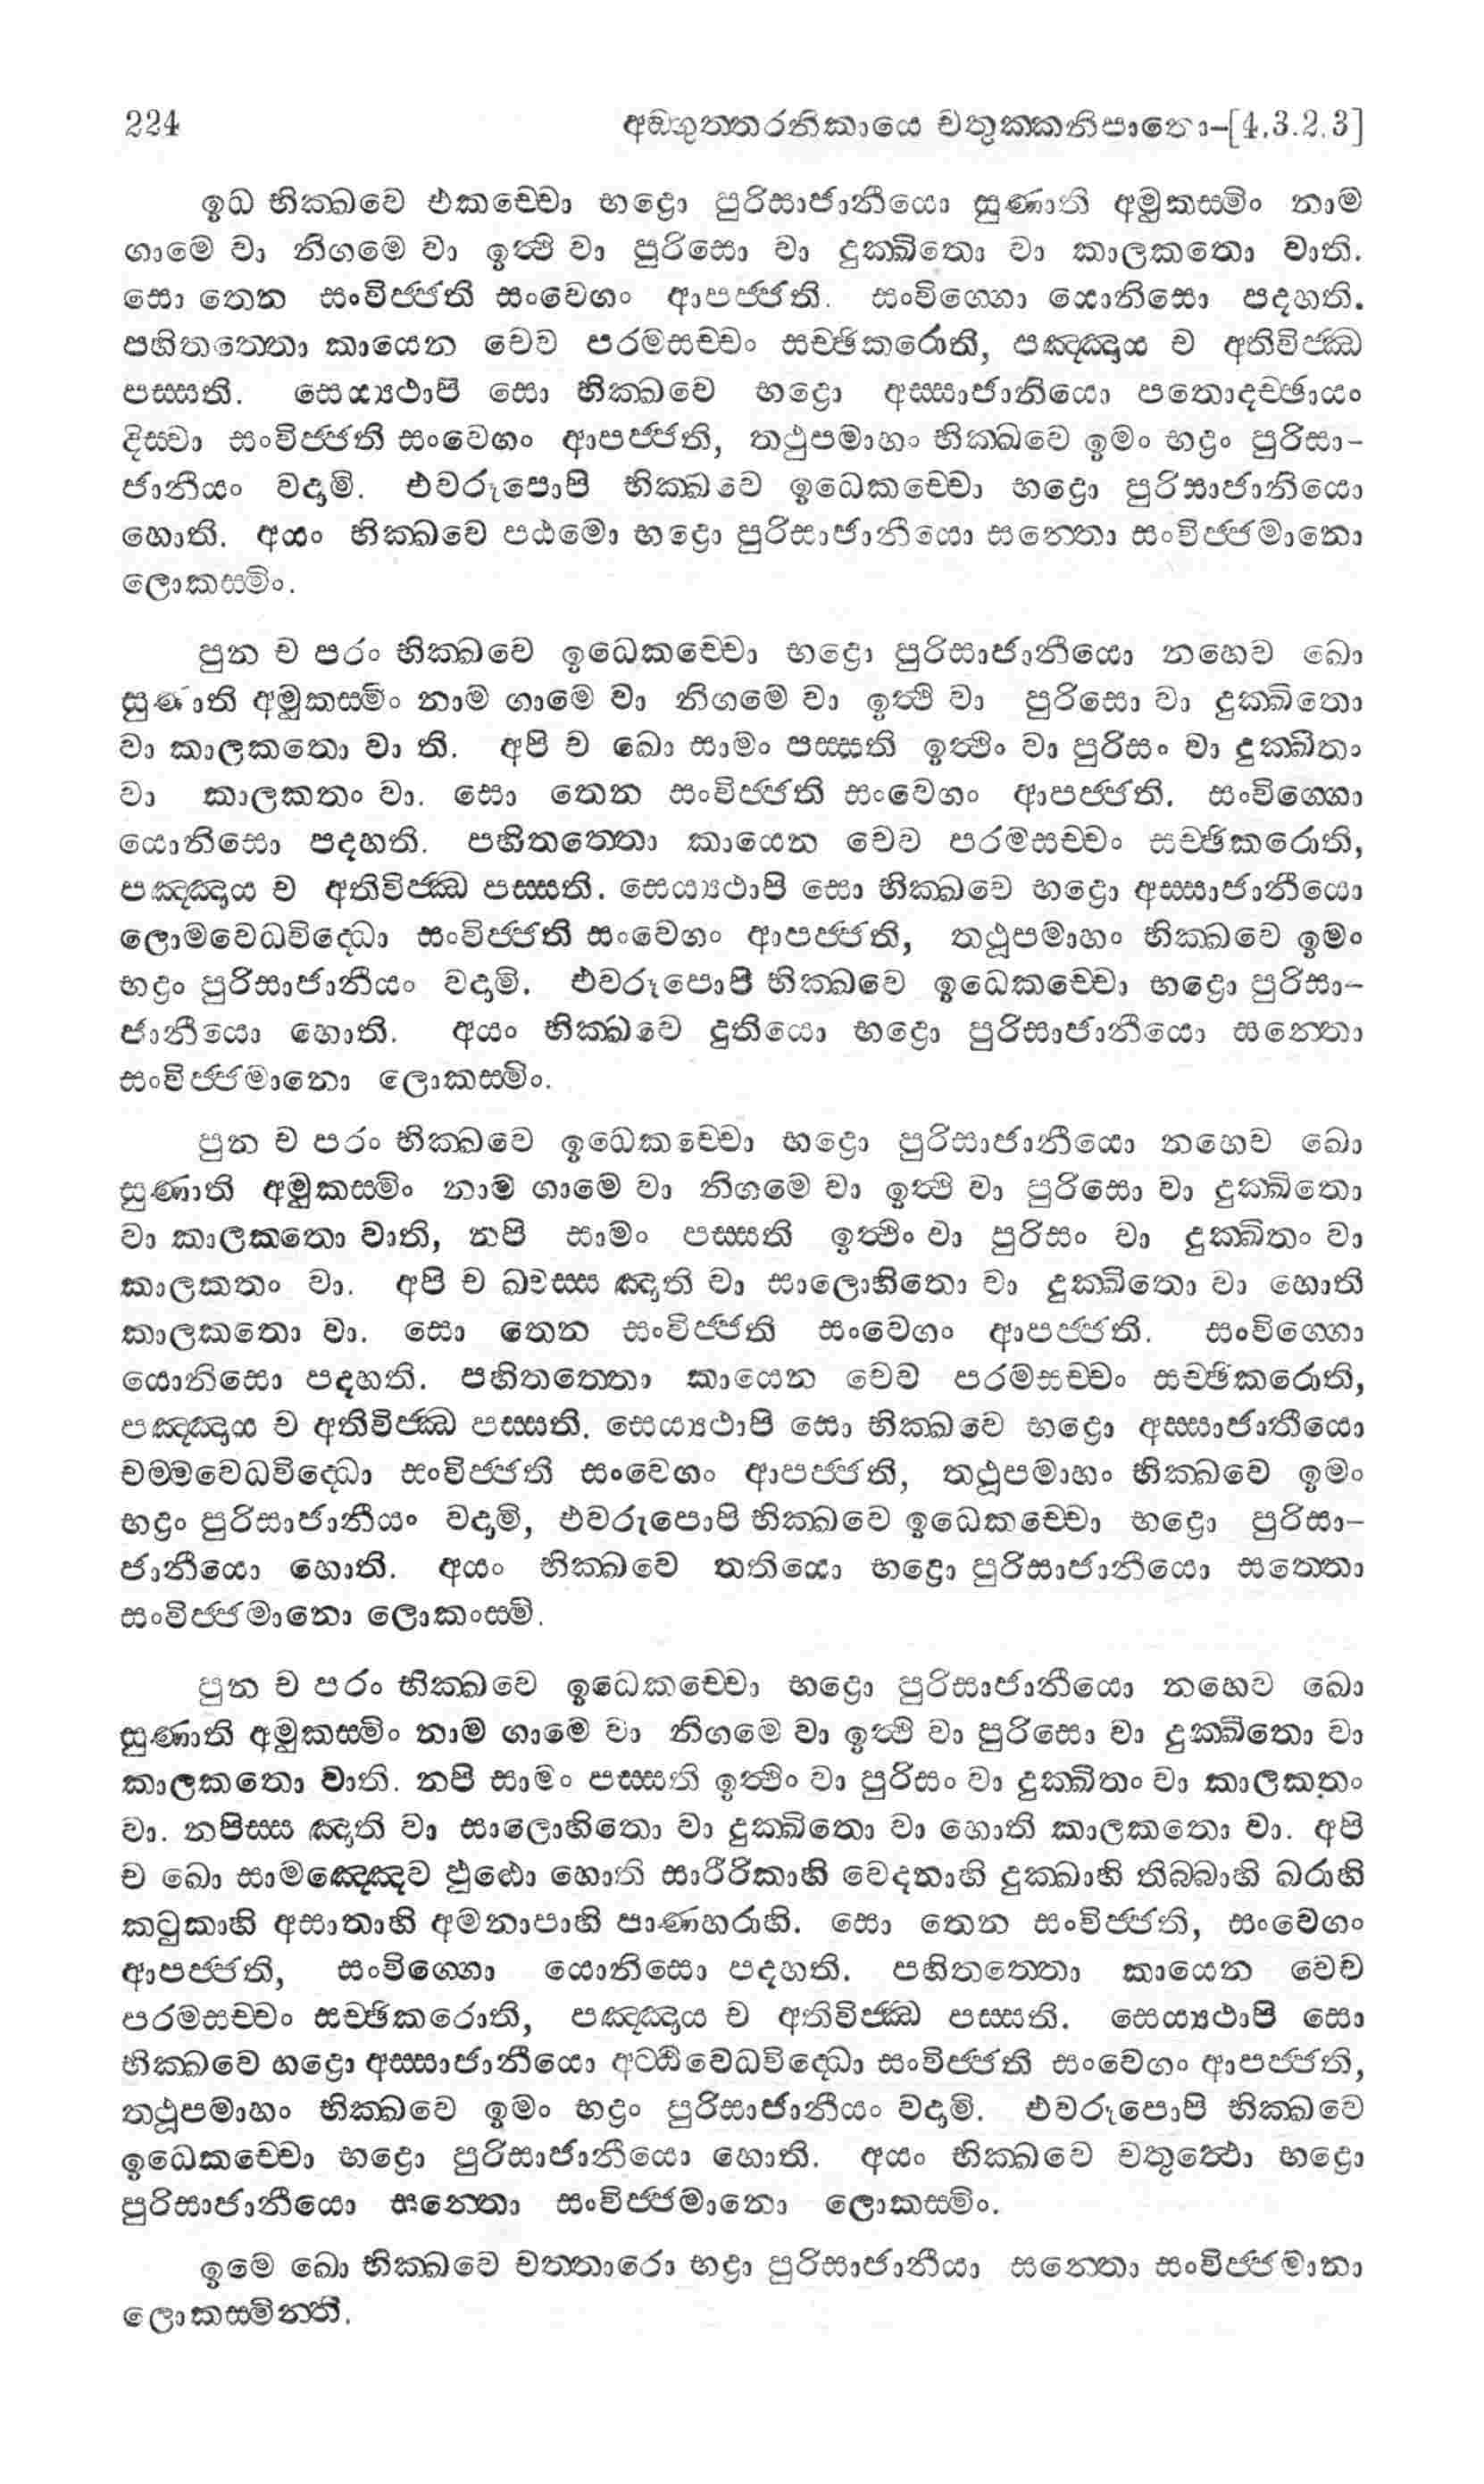 224 අඞගුත්තරනිකායෙ චතුක්කනිපාතො–[4.3.2.3]
ඉධ භික්ඛවෙ එකච්චො භද්‍රො පුරිසාජානීයො සුණාති අමුකස්මිං නාම
ගාමෙ වා නිගමෙ වා ඉත්ථි වා පුරිසො වා දුක්ඛිතො වා කාලකතො වාති.
සො තෙන සංවිජ්ජති සංවෙගං ආපජ්ජති. සංවිග්ගො යොනිසො පදහති.
පහිතත්තො කායෙන චෙව පරමසච්චං සච්ඡිකරොති, පඤ්ඤාය ච අතිවිජ්ඣ
පස්සති. සෙය්‍යථාපි සො භික්ඛවෙ භද්‍රො අස්සාජානියො පතොදච්ඡායං
දිස්වා සංවිජ්ජති සංවෙගං ආපජ්ජති, තථුපමාහං භික්ඛවෙ ඉමං භද්‍රං පුරිසා-
ජානීයං වදාමි. එවරූපොපි භික්ඛවෙ ඉධෙකච්චො භද්‍රො පුරිසාජානියො
හොති. අයං භික්ඛවෙ පඨමො භද්‍රො පුරිසාජානීයො සන්තො සංවිජ්ජමානො
ලොකස්මිං.
පුන ච පරං භික්ඛවෙ ඉධෙකච්චො භද්‍රො පුරිසාජානීයො නහෙව ඛො
සුණාති අමුකස්මිං නාම ගාමෙ වා නිගමෙ වා ඉත්ථි වා පුරිසො වා දුක්ඛිතො
වා කාලකතො වා ති. අපි ච ඛො සාමං පස්සති ඉත්ථිං වා පුරිසං වා දුක්ඛිතා
වා කාලකතං වා. සො තෙන සංවිජ්ජති සංවෙගං ආපජ්ජති. සංවිග්ගො
යොනිසො පදහති. පහිතත්තො කායෙන චෙව පරමසච්චං සච්ඡිකරොති,
පඤ්ඤාය ච අතිවිජ්ඣ පස්සති. සෙය්‍යථාපි සො භික්ඛවෙ භද්‍රො අස්සාජානීයො
ලොමවෙධවිද්ධො සංවිජ්ජති සංවෙගං ආපජ්ජති, තථූපමාහං භික්ඛවෙ ඉමං
භද්‍රං පුරිසාජානීයං වදාමි. එවරූපොපි භික්ඛවෙ ඉධෙකච්චො භද්‍රො පුරිසා-
ජානීයො හොති. අයං භික්ඛවෙ දුතියො භද්‍රො පුරිසාජානීයො සන්තො
සංවිජ්ජමානො ලොකස්මිං.
පුන ච පරං භික්ඛවෙ ඉධෙකච්චො භද්‍රො පුරිසාජානීයො නහෙව ඛො
සුණාති අමුකස්මිං නාම ගාමෙ වා නිගමෙ වා ඉත්ථි වා පුරිසො වා දුක්ඛිතො
වා කාලකතො වාති, නපි සාමං පස්සති ඉත්ථිං වා පුරිසං වා දුක්ඛිතං වා
කාලකතං වා. අපි ච ඛවස්ස ඤාති වා සාලොහිතො වා දුක්ඛිතො වා හොති
කාලකතො වා. සො තෙන සංවිජ්ජති සංවෙගං ආපජ්ජති. සංවිග්ගො
යොනිසො පදහති. පහිතත්තො කායෙන චෙව පරමසච්චං සච්ඡිකරොති,
පඤ්ඤාය ච අතිවිජ්ඣ පස්සති. සෙය්‍යථාපි සො භික්ඛවෙ භද්‍රො අස්සාජානීයො
චම්මවෙධවිද්ධො සංවිජ්ජති සංවෙගං ආපජ්ජති, තථූපමාහං භික්ඛවෙ ඉමං
භද්‍රං පුරිසාජානීයං වදාමි, එවරූපොපි භික්ඛවෙ ඉධෙකච්චො භද්‍රො පුරිසා-
ජානීයො හොති. අයං භික්ඛවෙ තතියො භද්‍රො පුරිසාජානීයො සත්තො
සංවිජ්ජමානො ලොකංස්මි.
පුන ච පරං භික්ඛවෙ ඉධෙකච්චො භද්‍රො පුරිසාජානීයො නහෙව ඛො
සුණාති අමුකස්මිං නාම ගාමෙ වා නිගමෙ වා ඉත්ථි වා පුරිසො වා දුක්ඛිතො වා
කාලකතො වාති. නපි සාමං පස්සති ඉත්ථිං වා පුරිසං වා දුක්ඛිතං වා කාලකතං
වා. නපිස්ස ඤාති වා සාලොහිතො වා දුක්ඛිතො වා හොති කාලකතො වා. අපි
ච ඛො සාමඤ්ඤෙව ඵුට්ඨො හොති සාරීරිකාහි වෙදනාහි දුක්ඛාහි තිබ්බාහි ඛරාහි
කටුකාහි අසාතාහි අමනාපාහි පාණහරාහි. සො තෙන සංවිජ්ජති, සංවෙගං
ආපජ්ජති, සංවිග්ගො යොනිසො පදහති. පහිතත්තො කායෙන චෙව
පරමසච්චං සච්ඡිකරොති, පඤ්ඤාය ච අතිවිජ්ඣ පස්සති. සෙය්‍යථාපි සො
භික්ඛවෙ භද්‍රො අස්සාජානීයො අට්ඨිවෙධවිද්ධො සංවිජ්ජති සංවෙගං ආපජ්ජති,
තථූපමාහං භික්ඛවෙ ඉමං භද්‍රං පුරිසාජානීයං වදාමි. එවරූපොපි භික්ඛවෙ
ඉධෙකච්චො භද්‍රො පුරිසාජානීයො හොති. අයං භික්ඛවෙ චතුත්ථො භද්‍රො
පුරිසාජානීයො සන්තො සංවිජ්ජමානො ලොකස්මිං.
ඉමෙ ඛො භික්ඛවෙ චත්තාරො භද්‍රා පුරිසාජානීයා සන්තො සංවිජ්ජමානා
ලොකස්මින්ති.